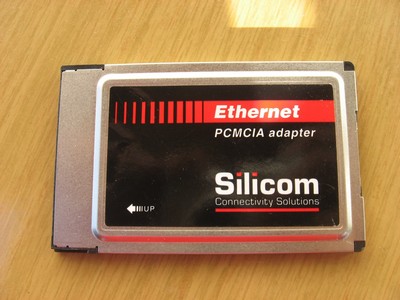 Ethernet
PCMCIA adapter
Silicom
Connectivity Solutions
UP